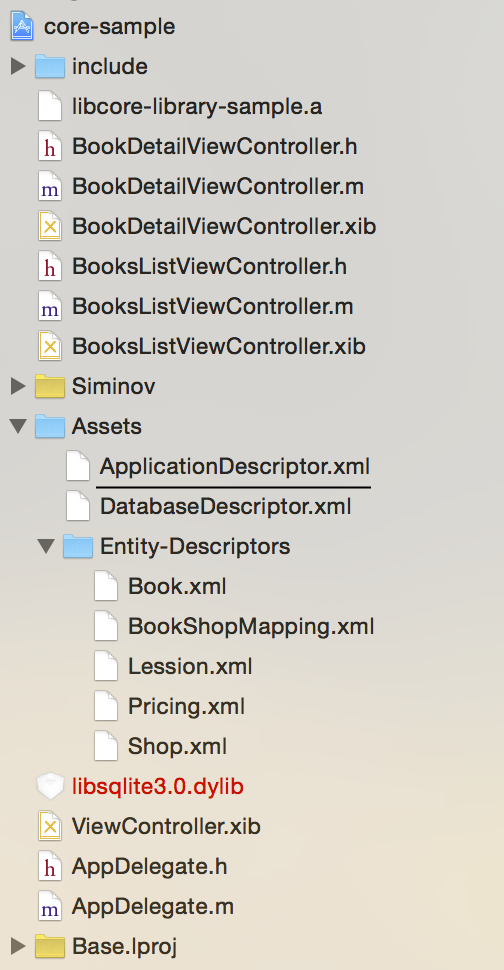 core-sample
include
libcore-library-sample.a
h BookDetailViewController.h
m BookDetailViewController.m
BookDetailViewController.xib
h BooksListViewController.h
m BooksListViewController.m
BooksListViewController.xib
Siminov
Assets
ApplicationDescriptor.xml
DatabaseDescriptor.xml
Entity-Descriptors
Book.xml
BookShopMapping.xml
Lession.xml
Pricing.xml
Shop.xml
libsqlite3.0.dylib
ViewController.xib
h AppDelegate.h
m AppDelegate.m
Base.lproj